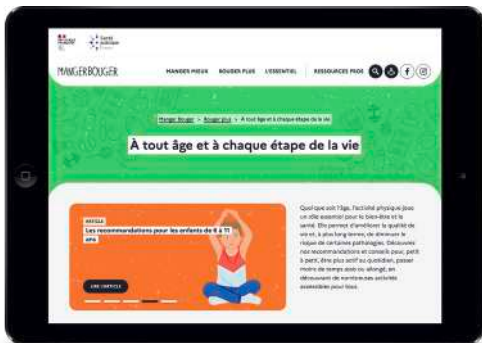 Santé
publique
MANGERBOUGER
MANGER MIEUX BOUGER PLUS L'ESSENTIEL RESSOURCES PROS
Manger Bouger > Bouger plus > À tout âge et à chaque étape de la vie
À tout âge et à chaque étape de la vie
ARTICLE
Les recommandations pour les enfants de 6 à 11
ans
LIRE L'ARTICLE
Quel que soit l'âge, l'activité physique joue
un rôle essentiel pour le bien-être et la
santé. Elle permet d'améliorer la qualité de
vie et, à plus long terme, de diminuer le
risque de certaines pathologies. Découvrez
nos recommandations et conseils pour, petit
à petit, être plus actif au quotidien, passer
moins de temps assis ou allongé, en
découvrant de nombreuses activités
accessibles pour tous.